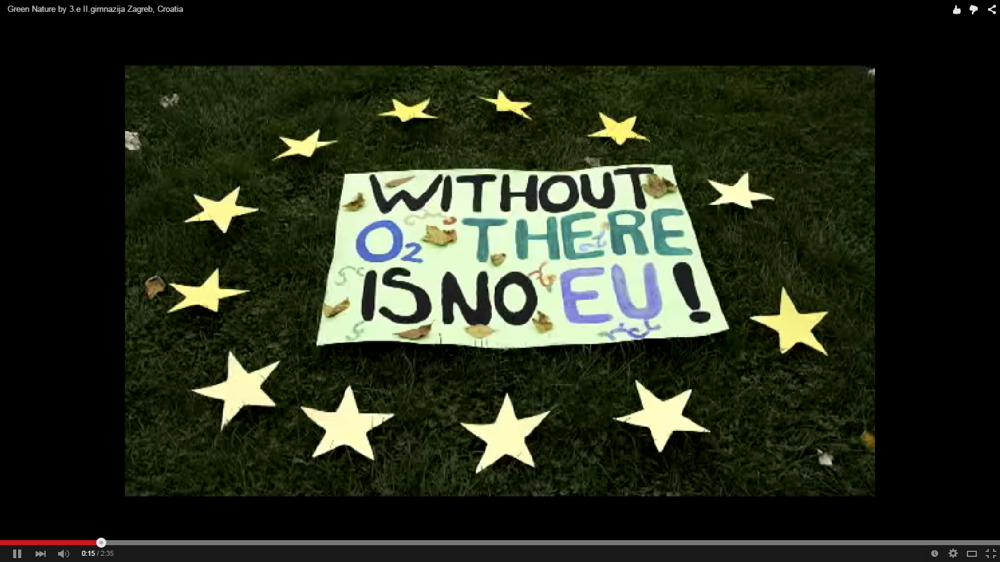 Green Nature by 3.e II.gimnazija Zagreb, Croatia
WITHOUT
O₂ THERE
IS NO EU!
0:15 / 2:35